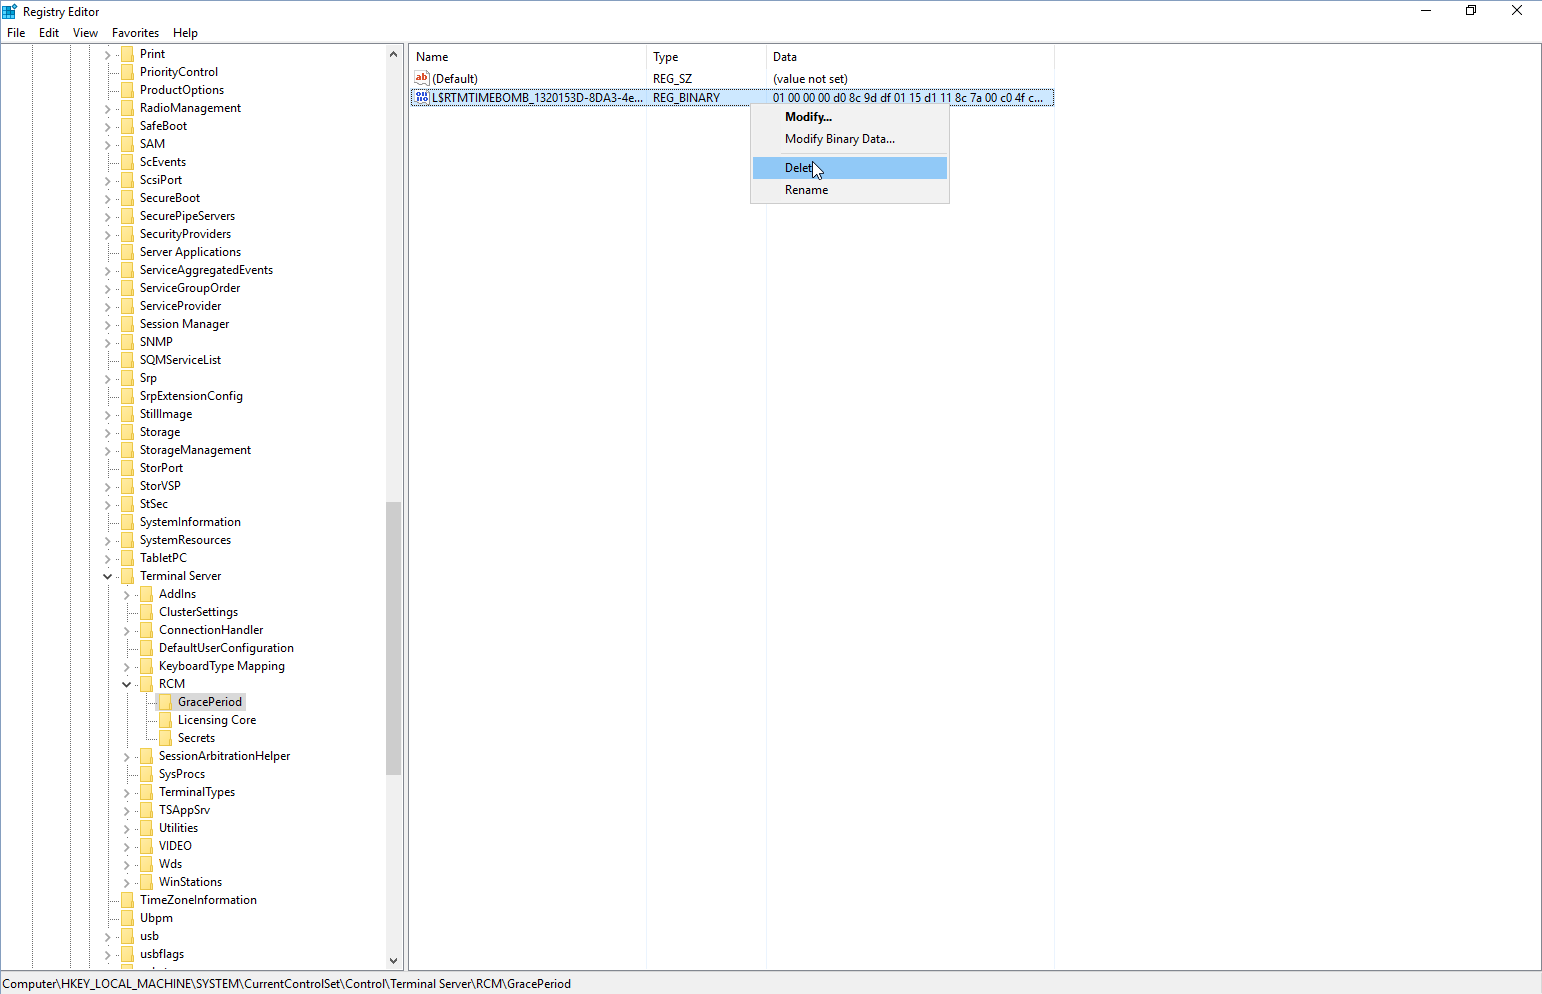 Registry Editor
File Edit View Favorites Help
Print
PriorityControl
ProductOptions
RadioManagement
SafeBoot
SAM
ScEvents
ScsiPort
SecureBoot
SecurePipeServers
SecurityProviders
Server Applications
ServiceAggregatedEvents
ServiceGroupOrder
ServiceProvider
Session Manager
SNMP
SQMServiceList
Srp
SrpExtensionConfig
StillImage
Storage
StorageManagement
StorPort
StorVSP
StSec
SystemInformation
SystemResources
TabletPC
Terminal Server
AddIns
ClusterSettings
ConnectionHandler
DefaultUserConfiguration
KeyboardType Mapping
RCM
GracePeriod
Licensing Core
Secrets
SessionArbitrationHelper
SysProcs
TerminalTypes
TSAppSrv
Utilities
VIDEO
Wds
WinStations
TimeZoneInformation
Ubpm
usb
usbflags
Name Type Data
(Default) REG_SZ (value not set)
L$RTMTIMEBOMB_1320153D-8DA3-4e... REG_BINARY 01 00 00 00 d0 8c 9d df 01 15 d1 11 8c 7a 00 c0 4f c...
Modify...
Modify Binary Data...
Delet
Rename
Computer\HKEY_LOCAL_MACHINE\SYSTEM\CurrentControlSet\Control\Terminal Server\RCM\GracePeriod